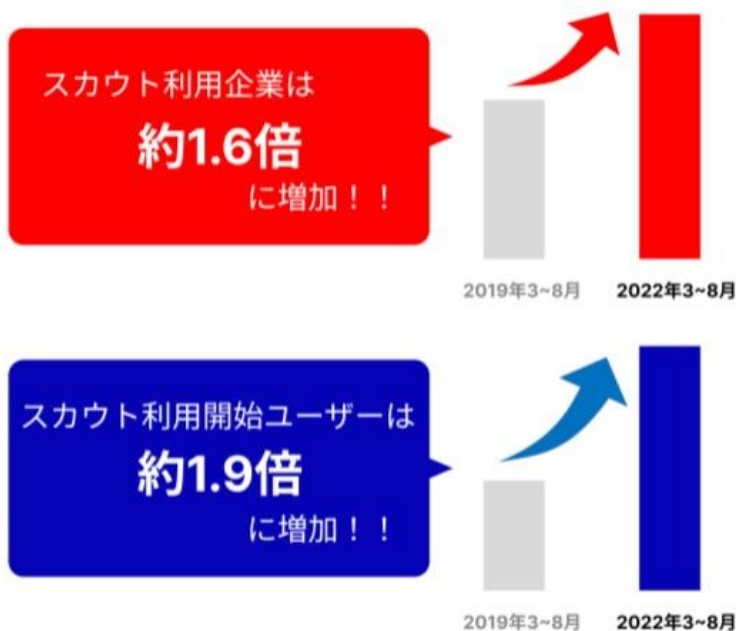 スカウト利用企業は
約1.6倍
に増加！！
2019年3~8月
2022年3~8月
スカウト利用開始ユーザーは
約1.9倍
に増加！！
2019年3~8月
2022年3~8月